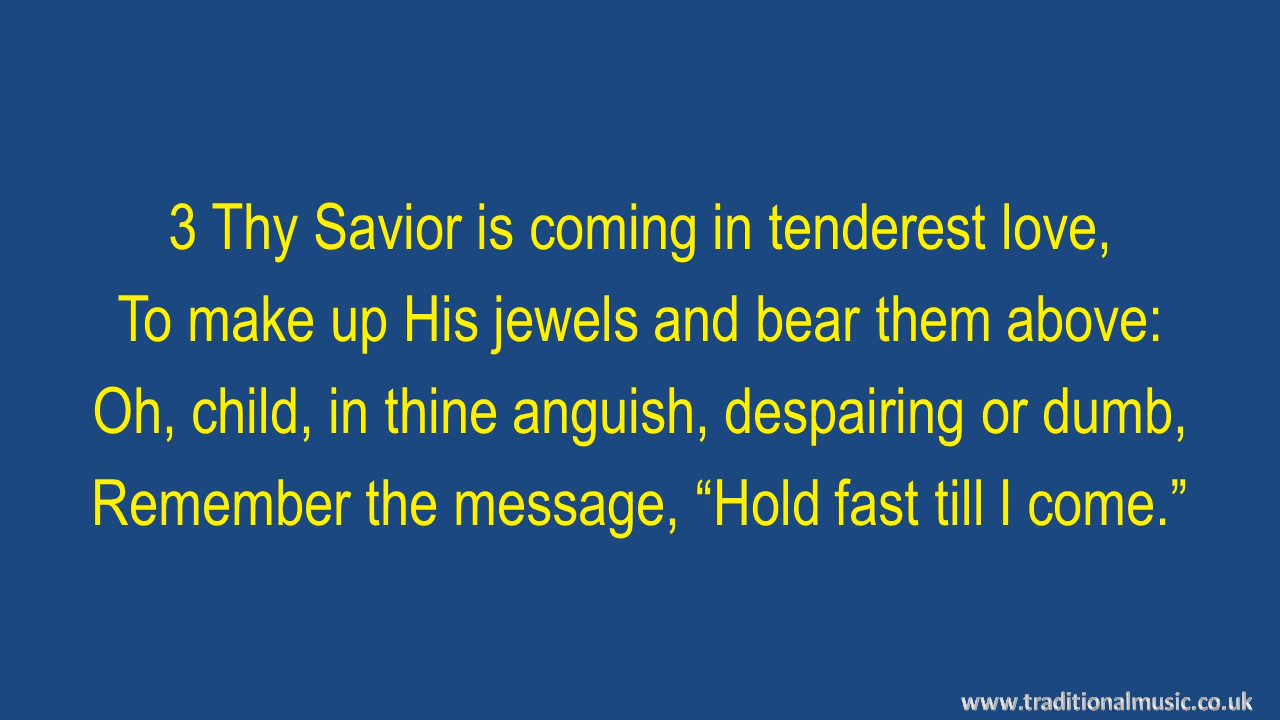 3 Thy Savior is coming in tenderest love,
To make up His jewels and bear them above:
Oh, child, in thine anguish, despairing or dumb,
Remember the message, “Hold fast till I come.”
www.traditionalmusic.co.uk